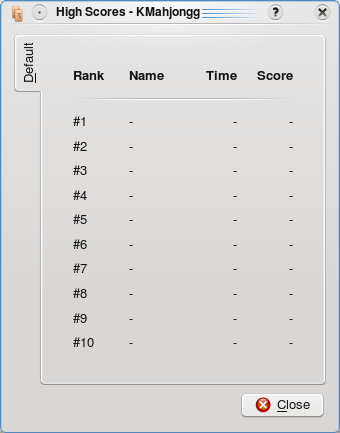 High Scores - KMahjongg
Default
Rank Name Time Score
#1 - - -
#2 - - -
#3 - - -
#4 - - -
#5 - - -
#6 - - -
#7 - - -
#8 - - -
#9 - - -
#10 - - -
Close